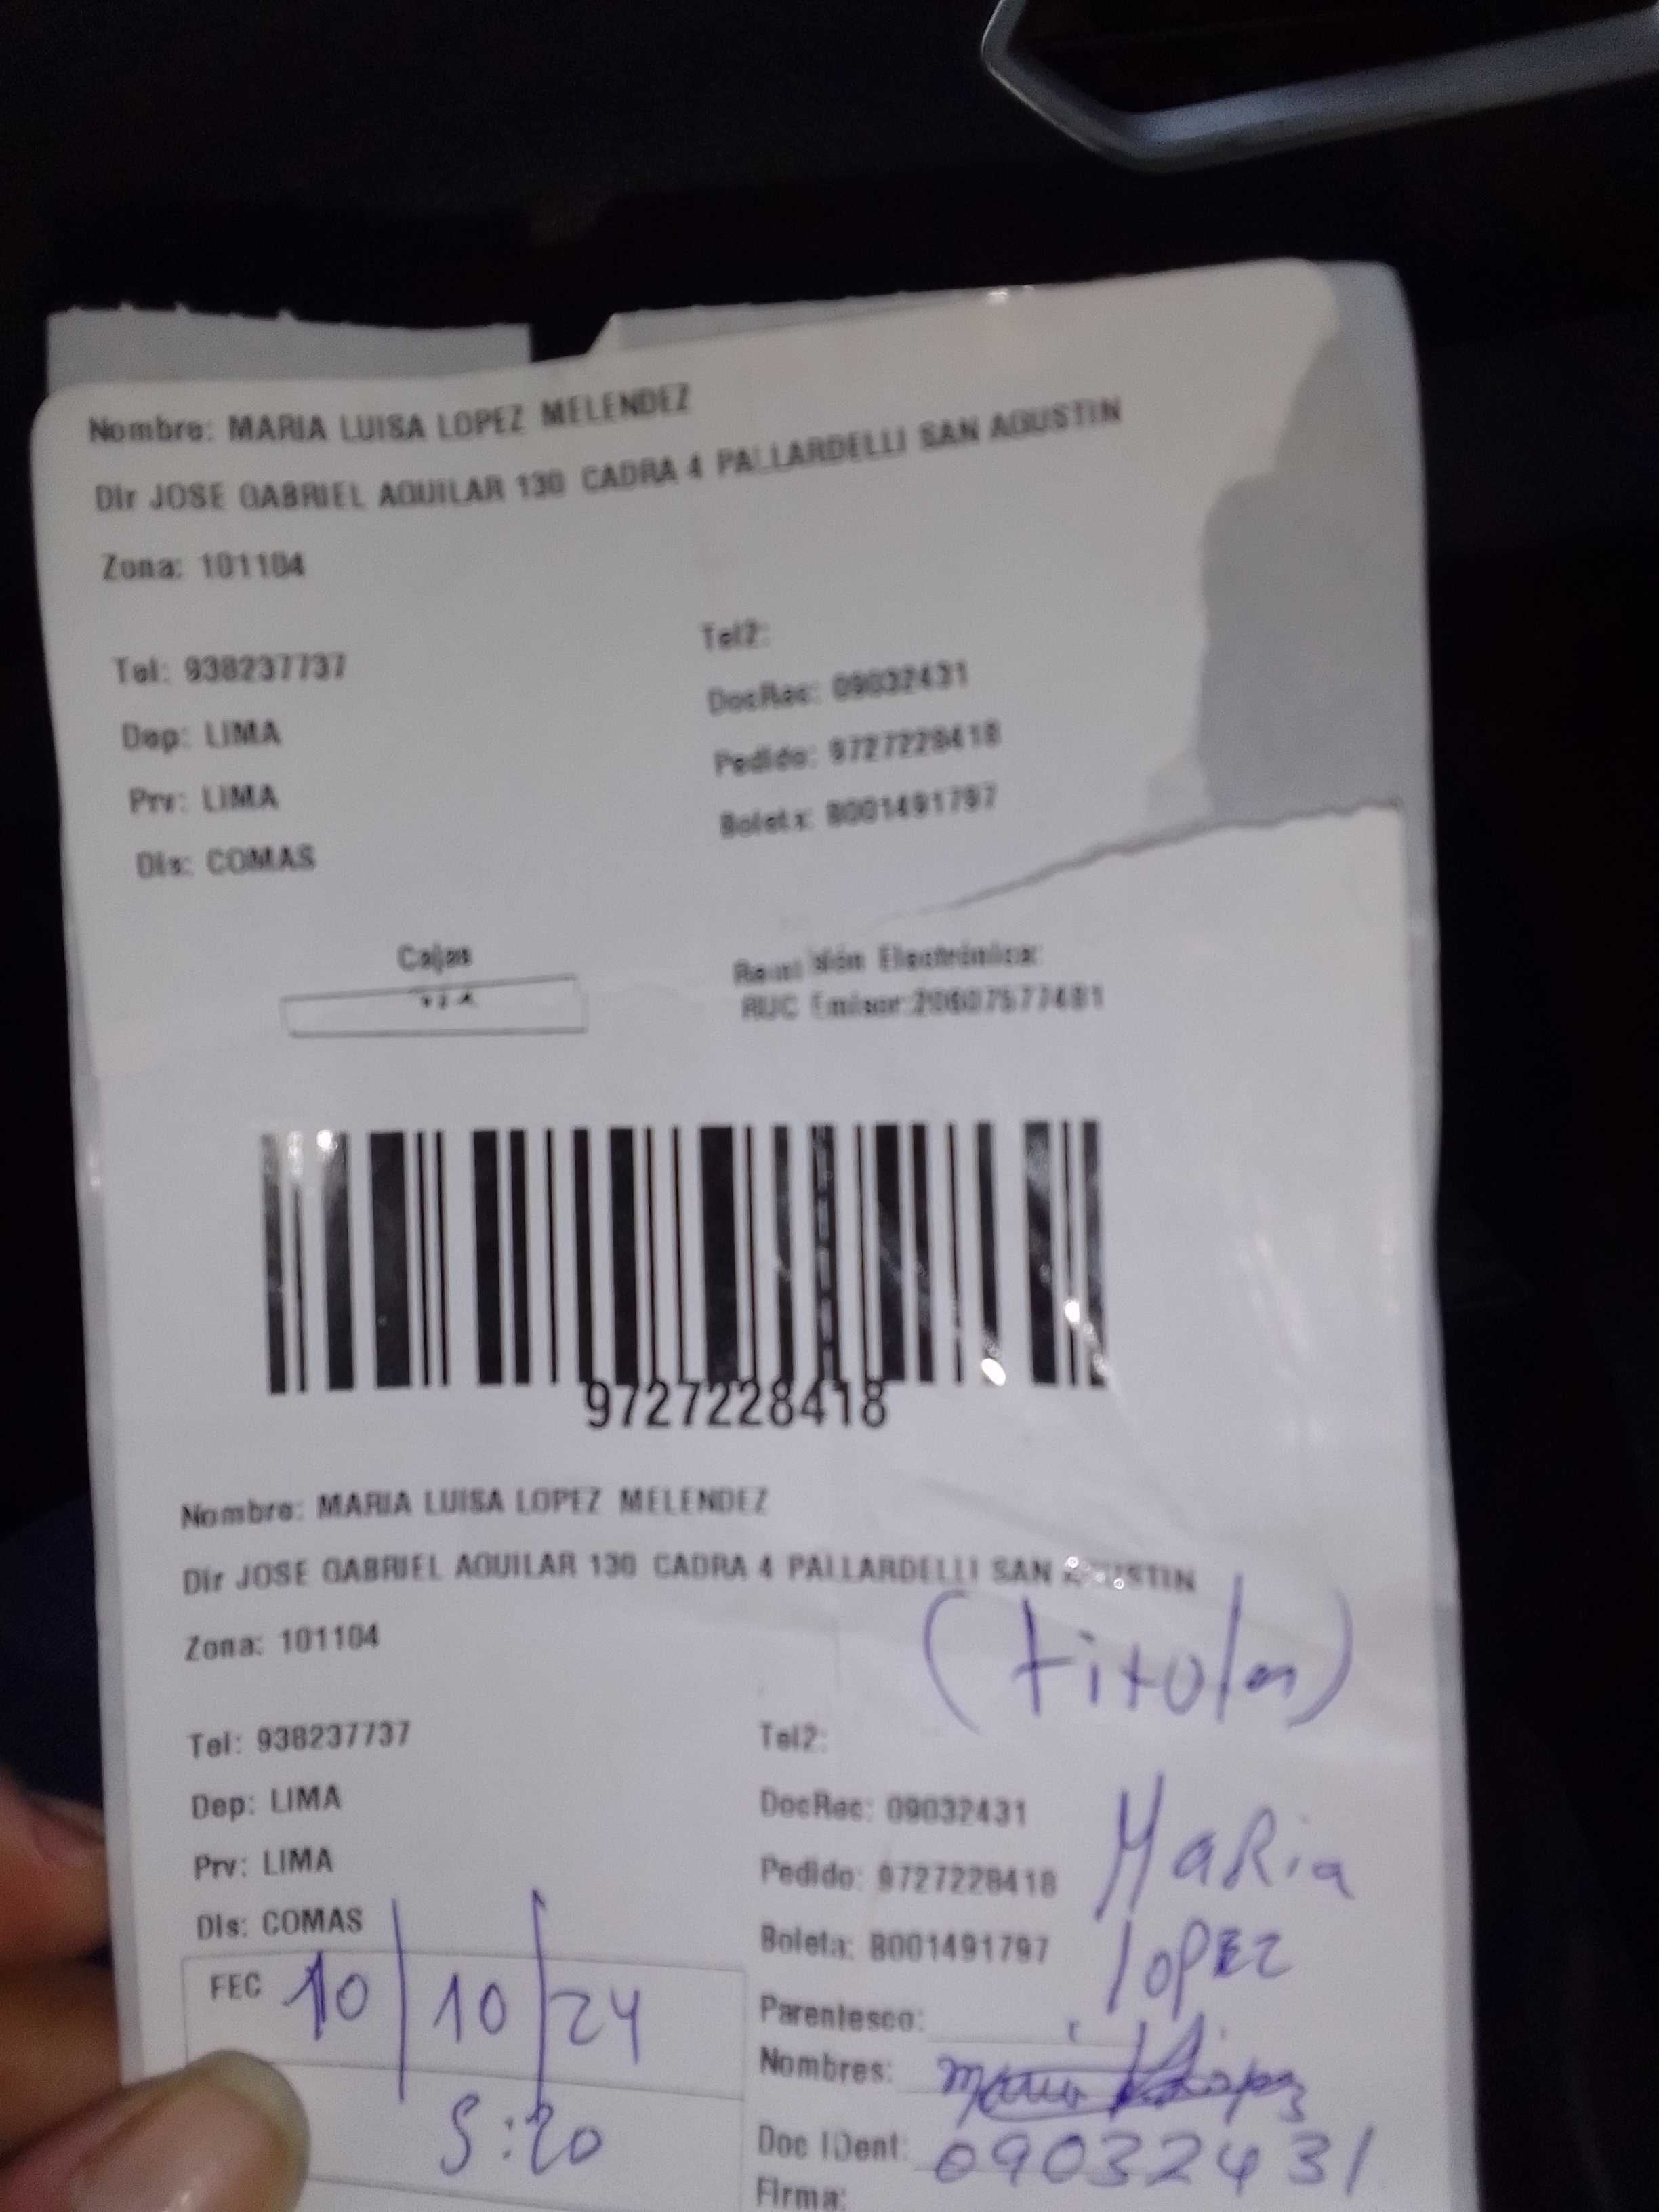 Nombre: MARIA LUISA LOPEZ MELENDEZ
Dir JOSE GABRIEL AGUILAR 130 CADRA 4 PALLARDELLI SAN AGUSTIN
Zona: 101104
Tel: 938237737
Tel2:
Dep: LIMA
DocRec: 09032431
Prv: LIMA
Pedido: 9727228418
Dis: COMAS
Boleta: B001491797
Cajas
Electrónica:
RUC Emisor:20607577481
9727228418
Nombre: MARIA LUISA LOPEZ MELENDEZ
Dir JOSE GABRIEL AGUILAR 130 CADRA 4 PALLARDELLI SAN AGUSTIN
Zona: 101104
(titular)
Tel: 938237737
Tel2:
Dep: LIMA
DocRec: 09032431
Prv: LIMA
Pedido: 9727228418
MaRia
Dis: COMAS
Boleta: B001491797
lopez
FEC 10/10/24
Parentesco:
Nombres: Maria Lopez
5:20
Doc IDent: 09032431
Firma: